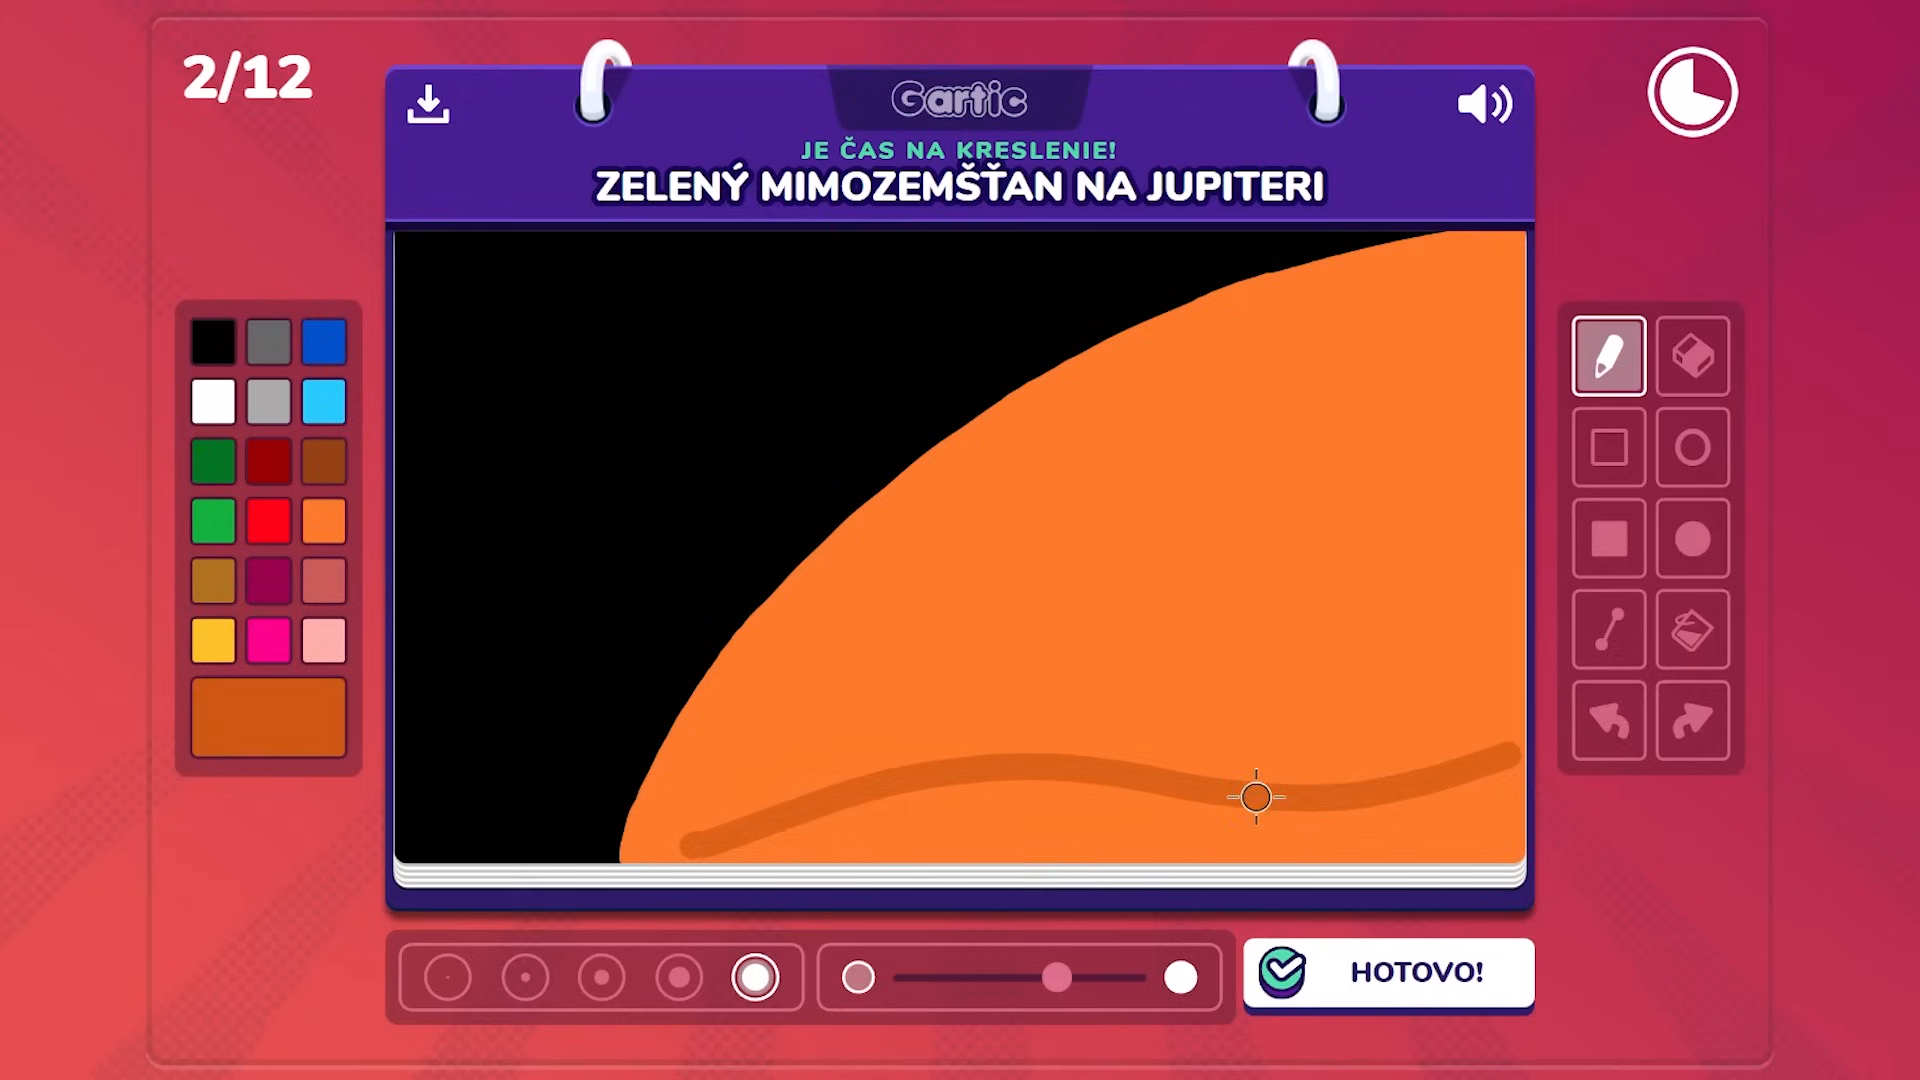 2/12
Gartic
JE ČAS NA KRESLENIE!
ZELENÝ MIMOZEMŠŤAN NA JUPITERI
HOTOVO!